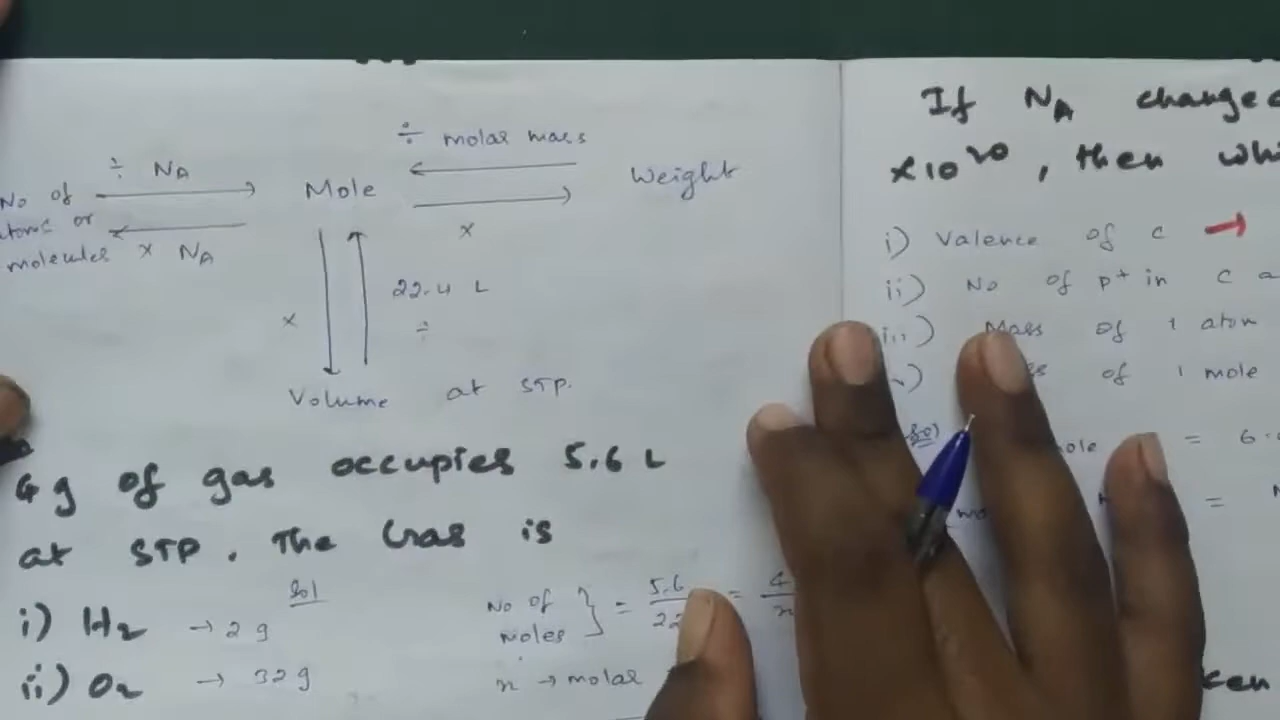 ÷ molar mass
÷ NA
No of
atoms or
molecules
Mole
Weight
× NA
×
22.4 L
×
÷
Volume at STP.
4 g of gas occupies 5.6 L
at STP. The Gas is
i) H2 → 2 g
ii) O2 → 32 g
sol
No of
moles } = 5.6 = 4
x → molar
If NA
×10²⁰, then
i) Valence of C →
ii) No of p+ in C
iii) Mass of 1 atom
of 1 mole
sol) = 6.
=